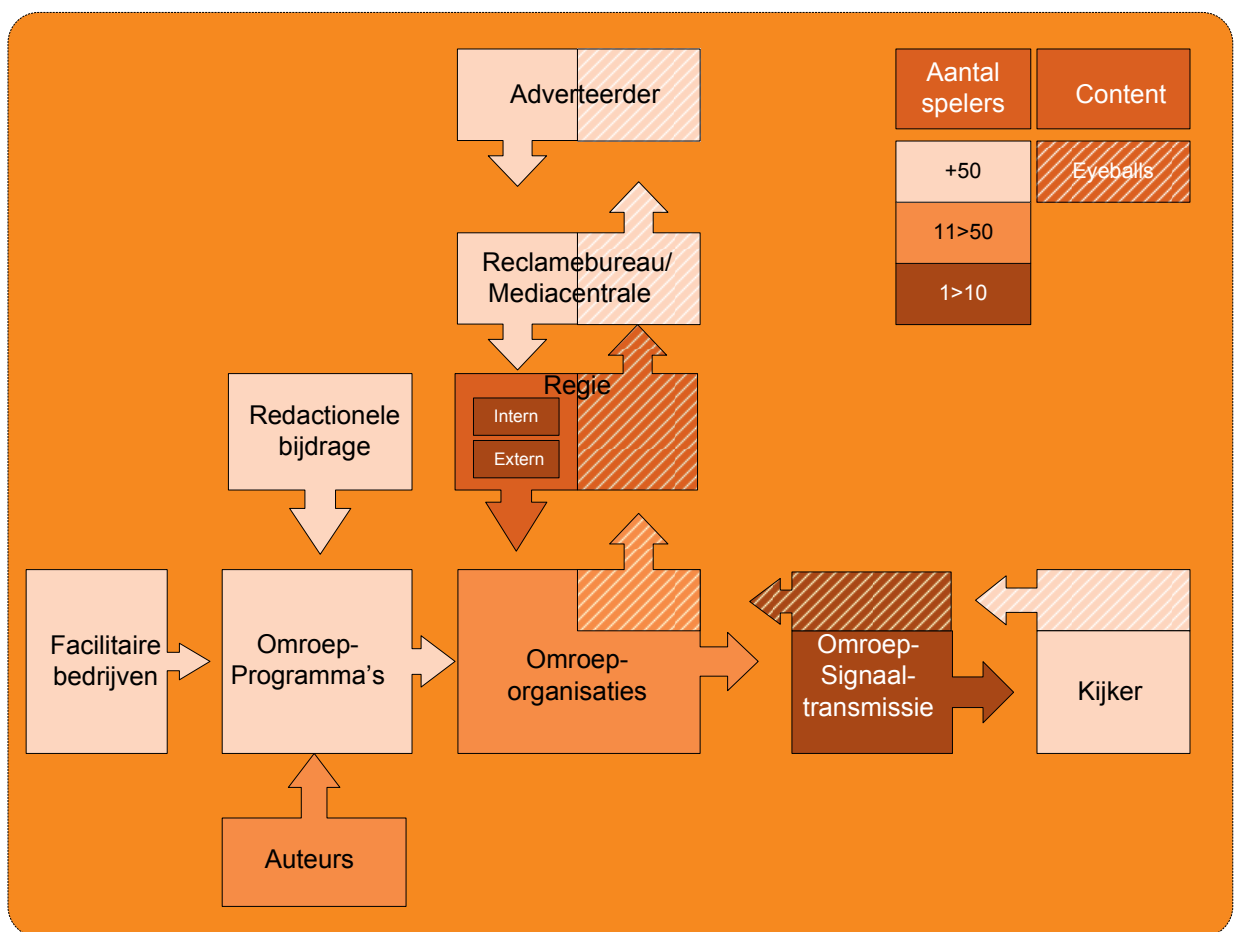 Adverteerder
Aantal
spelers
Content
+50
Eyeballs
11>50
1>10
Reclamebureau/
Mediacentrale
Regie
Intern
Extern
Redactionele
bijdrage
Facilitaire
bedrijven
Omroep-
Programma's
Omroep-
organisaties
Omroep-
Signaal-
transmissie
Kijker
Auteurs